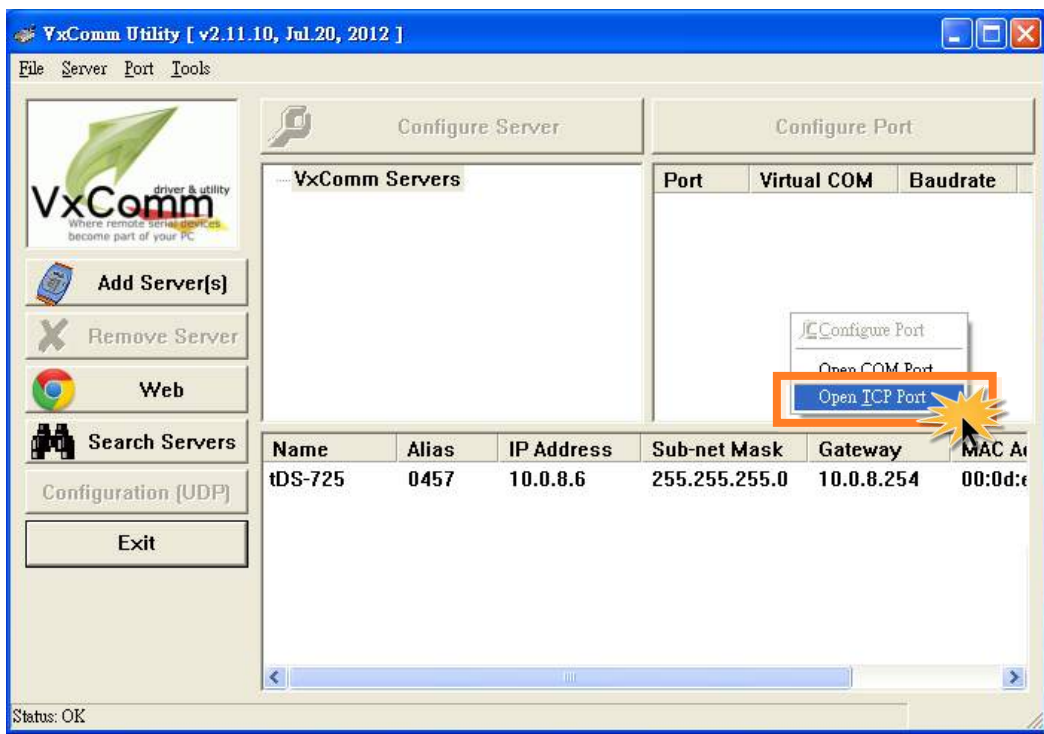 VxComm Utility [ v2.11.10, Jul.20, 2012 ]
File Server Port Tools
VxComm
driver & utility
Where remote serial devices
become part of your PC
Configure Server
Configure Port
VxComm Servers
Port Virtual COM Baudrate
Add Server(s)
Remove Server
Web
Search Servers
Configuration (UDP)
Exit
Configure Port
Open COM Port
Open TCP Port
Name Alias IP Address Sub-net Mask Gateway MAC
tDS-725 0457 10.0.8.6 255.255.255.0 10.0.8.254 00:0d:
Status: OK